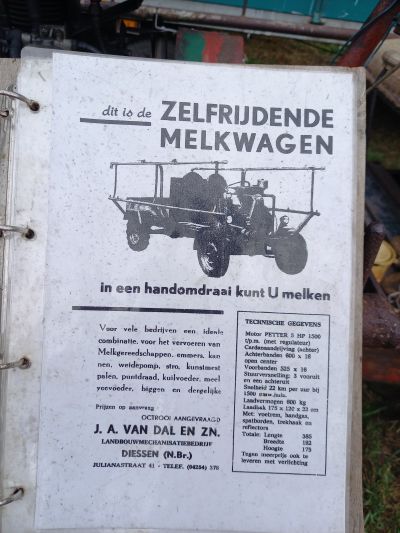 dit is de ZELFRIJDENDE
MELKWAGEN
in een handomdraai kunt U melken
Voor vele bedrijven een ideale
combinatie, voor het vervoeren van
Melkgereedschappen, emmers, kan
nen, weidepomp, stro, kunstmest
palen, puntdraad, kuilvoeder, meel
veevoeder, biggen en dergelijke
Prijzen op aanvraag
OCTROOI AANGEVRAAGD
J. A. VAN DAL EN ZN.
LANDBOUWMECHANISATIEBEDRIJF
DIESSEN (N.Br.)
JULIANASTRAAT 41 - TELEF. (04254) 378
TECHNISCHE GEGEVENS
Motor PETTER 5 HP 1500
t/p.m. (met regulateur)
Cardanaandrijving (achter)
Achterbanden 600 x 16
open center
Voorbanden 525 x 16
Stuurversnelling: 3 vooruit
en een achteruit
Snelheid 22 km per uur bij
1500 omw./min.
Laadvermogen 600 kg
Laadbak 175 x 120 x 23 cm
Met: voetrem, handgas,
spatborden, trekhaak en
reflectors
Totale: Lengte 385
Breedte 182
Hoogte 175
Tegen meerprijs ook te
leveren met verlichting